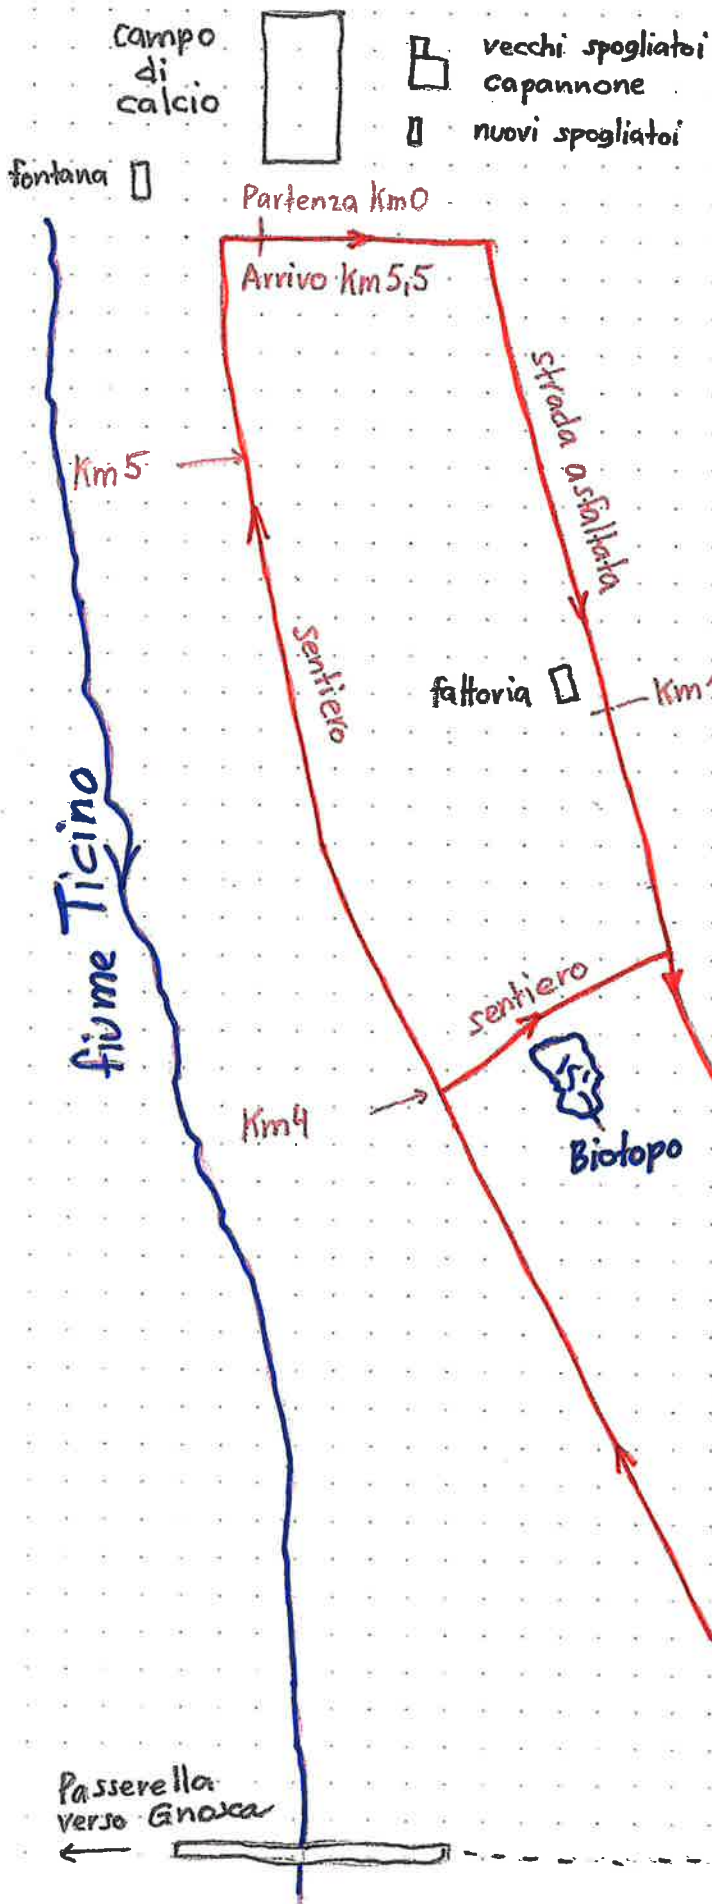 campo
di
calcio
vecchi spogliatoi
capannone
nuovi spogliatoi
fontana
Partenza Km0
Arrivo Km 5,5
strada asfaltata
Km 5
sentiero
fattoria
Km
fiume Ticino
sentiero
Km4
Biotopo
Passerella
verso Gnosca